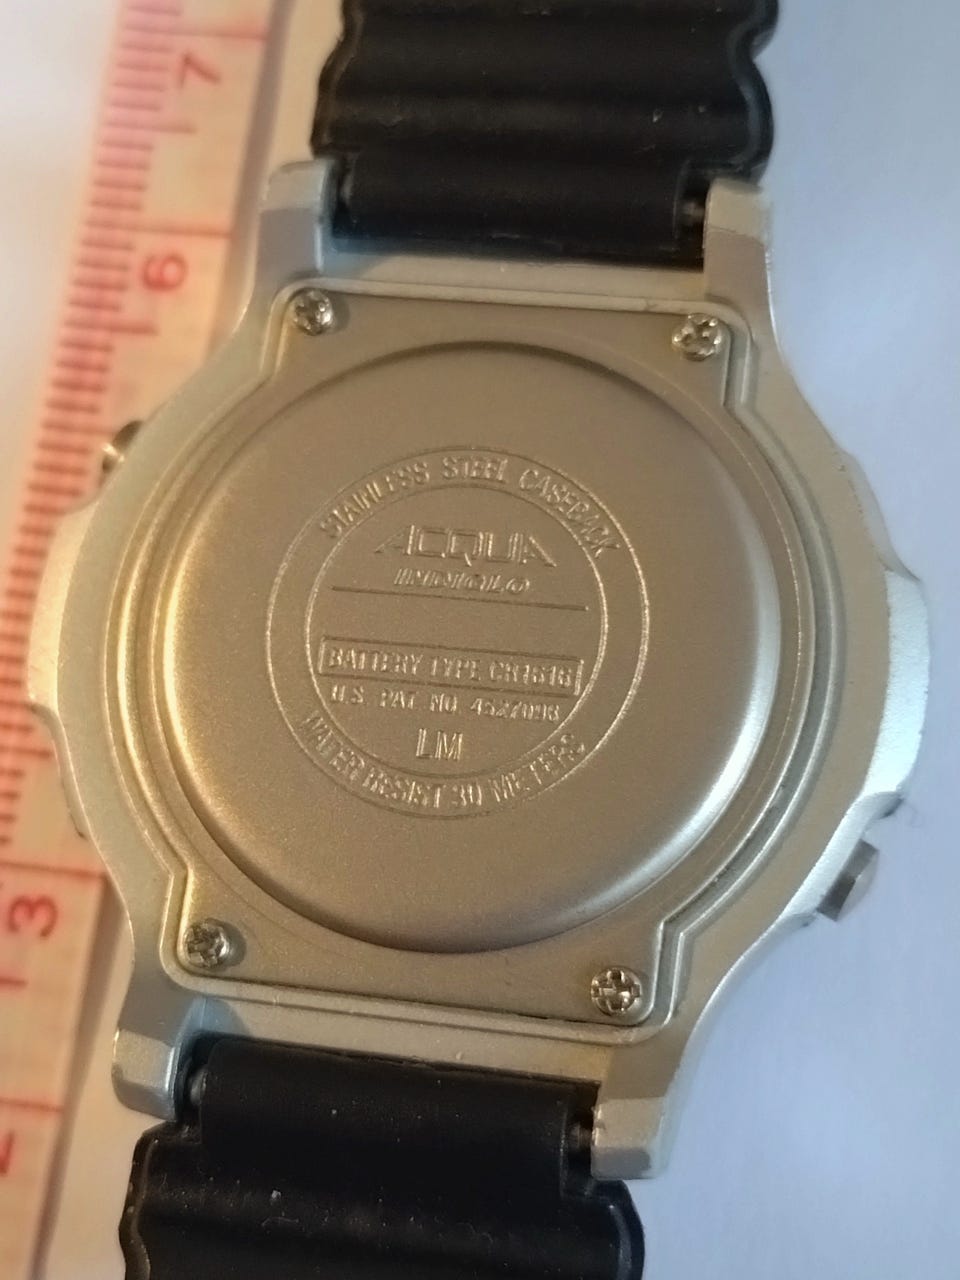 7
6
3
2
STAINLESS STEEL CASEBACK
ACQUA
INDIGLO
BATTERY TYPE CR1616
U.S. PAT NO. 4527096
LM
WATER RESIST 30 METERS